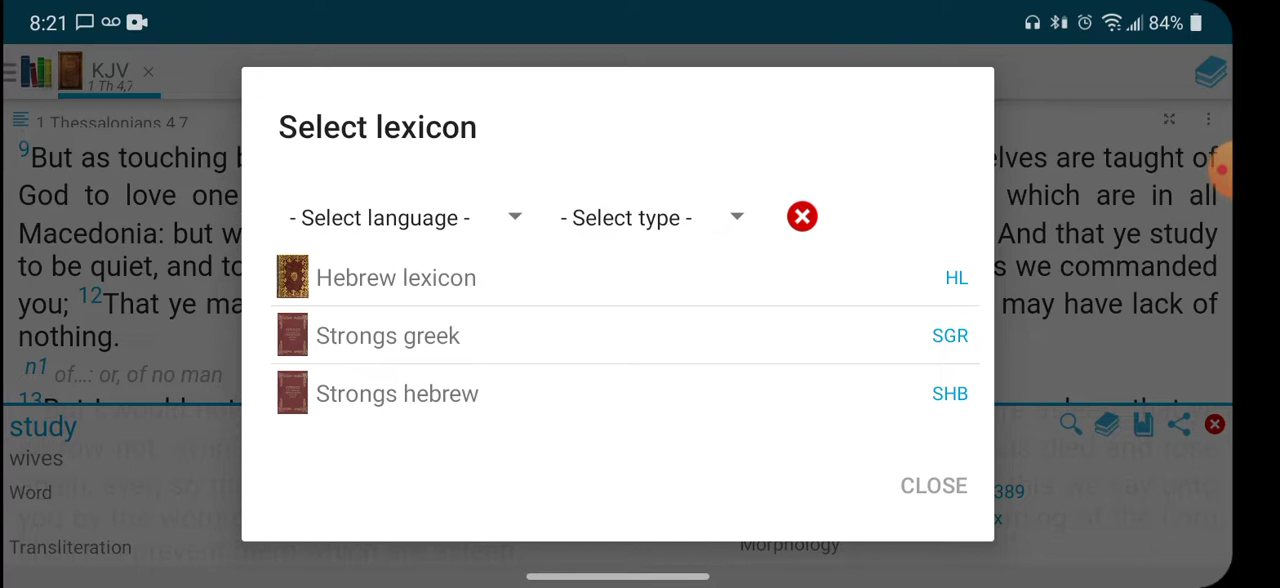 8:21
84%
KJV
1 Th 4,7
1 Thessalonians 4 7
Select lexicon
9But as touching
elves are taught of
God to love one
which are in all
- Select language -
- Select type -
Macedonia: but w
And that ye study
to be quiet, and to
s we commanded
Hebrew lexicon
HL
you; 12That ye ma
may have lack of
nothing.
Strongs greek
SGR
n1 of...: or, of no man
Strongs hebrew
SHB
13
study
wives
Word
389
CLOSE
x
Transliteration
Morphology